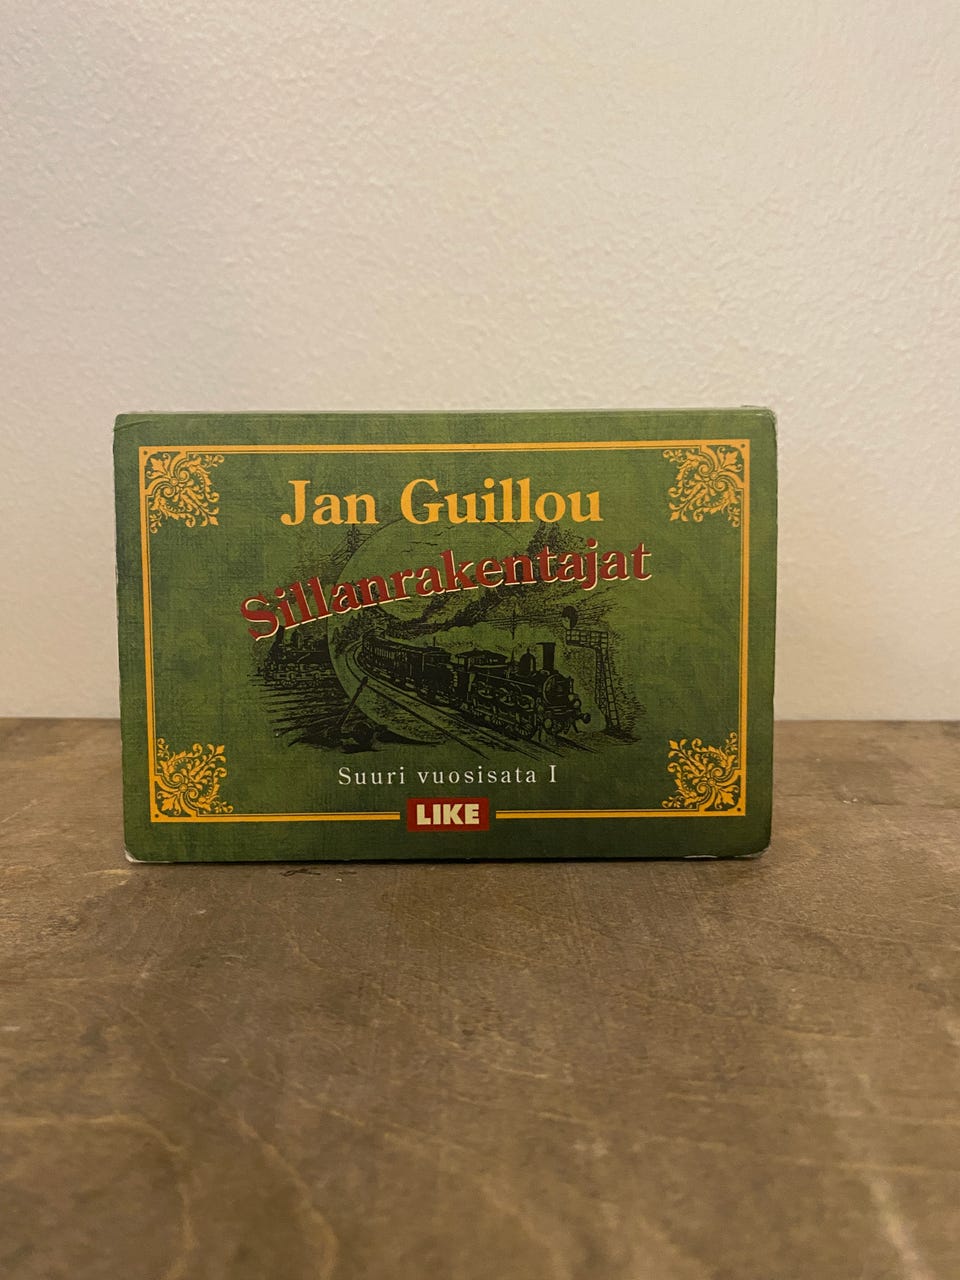 Jan Guillou
Sillanrakentajat
Suuri vuosisata I
LIKE